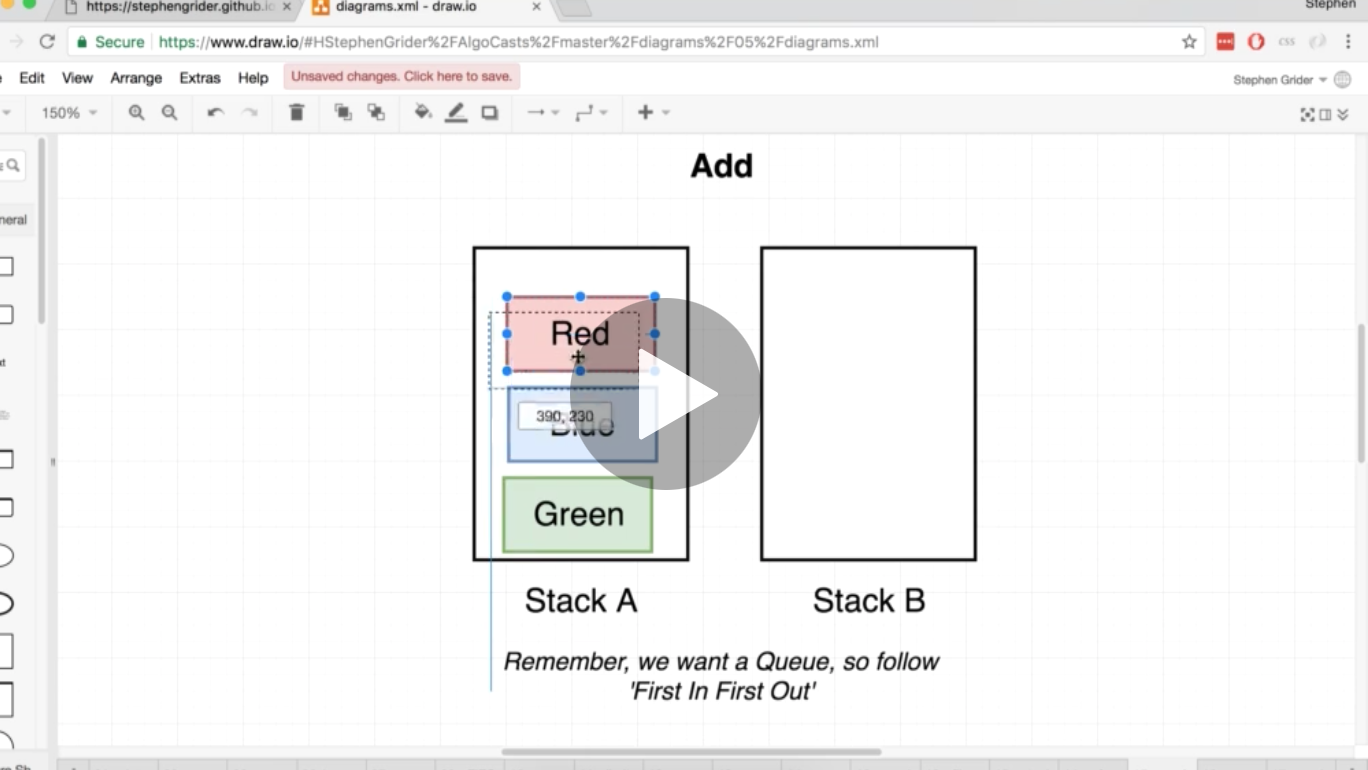 https://stephengrider.github.io
diagrams.xml - draw.io
Stephen
Secure
https://www.draw.io/#HStephenGrider%2FAlgoCasts%2Fmaster%2Fdiagrams%2F05%2Fdiagrams.xml
css
Edit View Arrange Extras Help Unsaved changes. Click here to save.
Stephen Grider
150%
Add
neral
Red
390, 230
Blue
Green
Stack A Stack B
Remember, we want a Queue, so follow
'First In First Out'